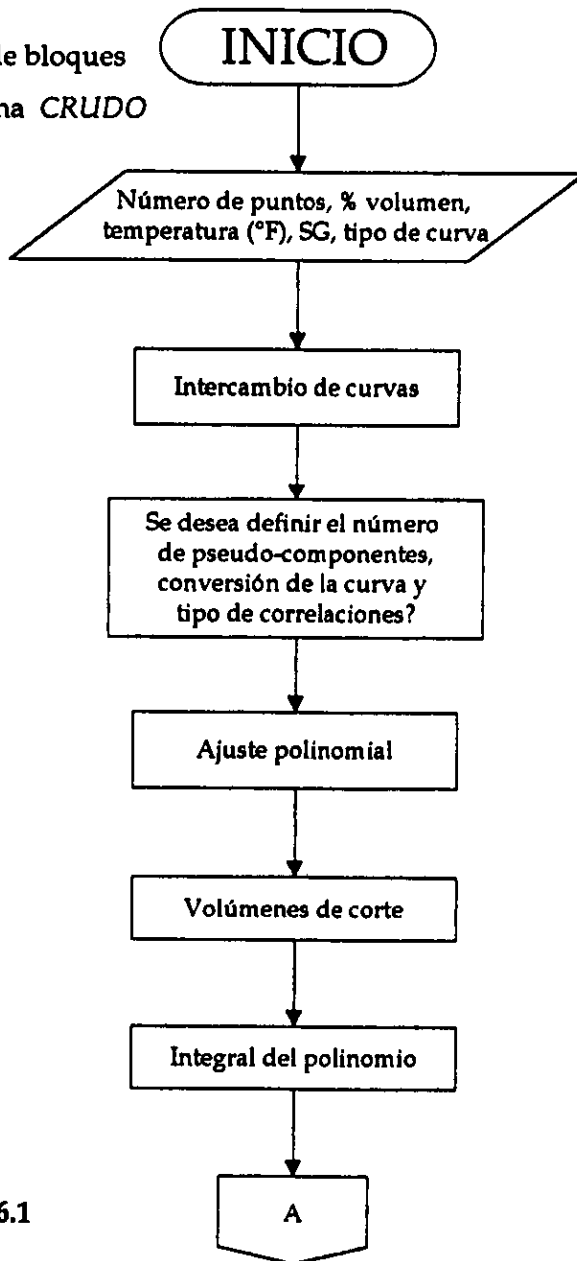 INICIO
de bloques
na CRUDO
Número de puntos, % volumen,
temperatura (°F), SG, tipo de curva
Intercambio de curvas
Se desea definir el número
de pseudo-componentes,
conversión de la curva y
tipo de correlaciones?
Ajuste polinomial
Volúmenes de corte
Integral del polinomio
A
6.1